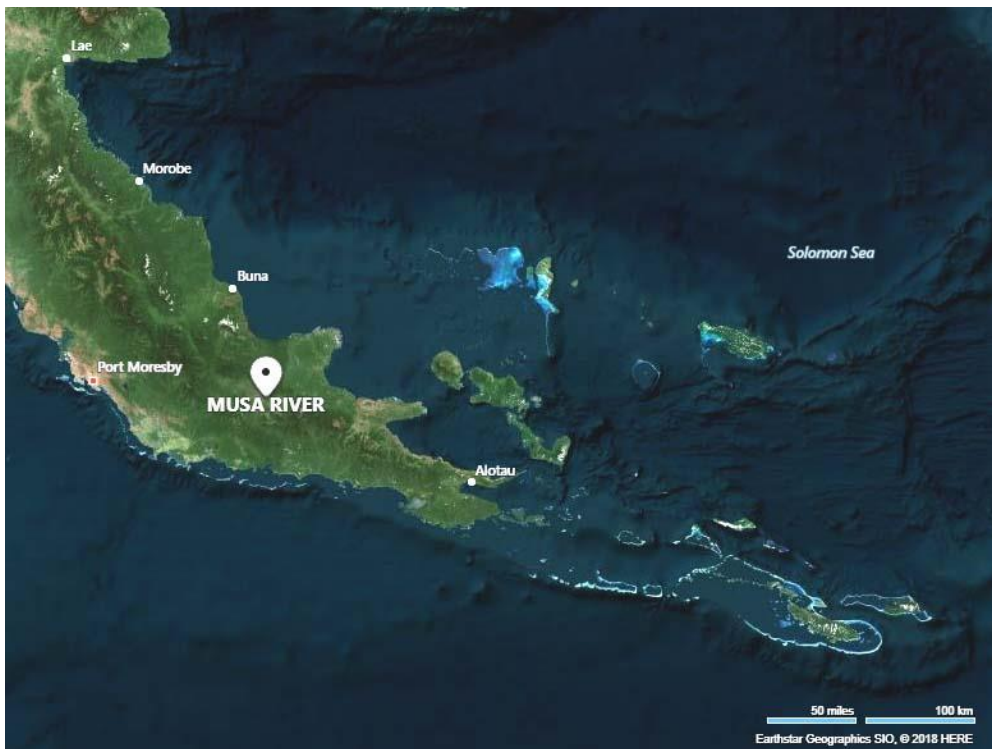 Lae
Morobe
Solomon Sea
Buna
Port Moresby
MUSA RIVER
Alotau
50 miles
100 km
Earthstar Geographics SIO, © 2018 HERE